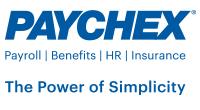 PAYCHEX®
Payroll | Benefits | HR | Insurance
The Power of Simplicity